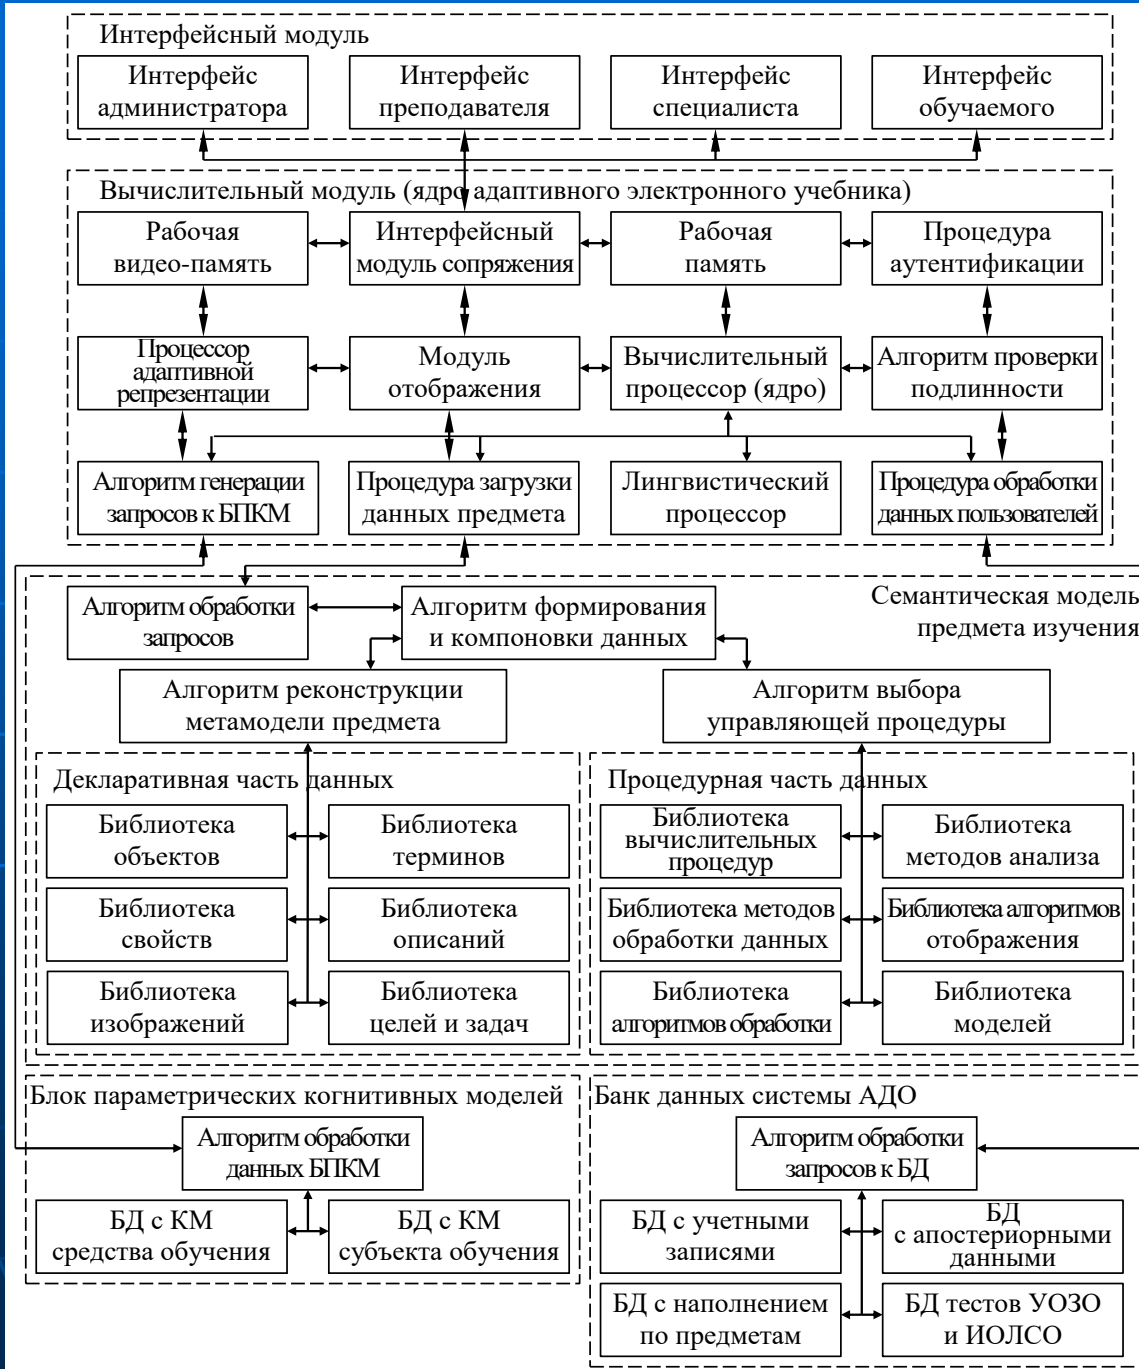 Интерфейсный модуль
Интерфейс
администратора
Интерфейс
преподавателя
Интерфейс
специалиста
Интерфейс
обучаемого
Вычислительный модуль (ядро адаптивного электронного учебника)
Рабочая
видео-память
Интерфейсный
модуль сопряжения
Рабочая
память
Процедура
аутентификации
Процессор
адаптивной
репрезентации
Модуль
отображения
Вычислительный
процессор (ядро)
Алгоритм проверки
подлинности
Алгоритм генерации
запросов к БПКМ
Процедура загрузки
данных предмета
Лингвистический
процессор
Процедура обработки
данных пользователей
Алгоритм обработки
запросов
Алгоритм формирования
и компоновки данных
Семантическая модель
предмета изучения
Алгоритм реконструкции
метамодели предмета
Алгоритм выбора
управляющей процедуры
Декларативная часть данных
Библиотека
объектов
Библиотека
терминов
Библиотека
свойств
Библиотека
описаний
Библиотека
изображений
Библиотека
целей и задач
Процедурная часть данных
Библиотека
вычислительных
процедур
Библиотека
методов анализа
Библиотека методов
обработки данных
Библиотека алгоритмов
отображения
Библиотека
алгоритмов обработки
Библиотека
моделей
Блок параметрических когнитивных моделей
Алгоритм обработки
данных БПКМ
БД с КМ
средства обучения
БД с КМ
субъекта обучения
Банк данных системы АДО
Алгоритм обработки
запросов к БД
БД с учетными
записями
БД
с апостериорными
данными
БД с наполнением
по предметам
БД тестов УОЗО
и ИОЛСО